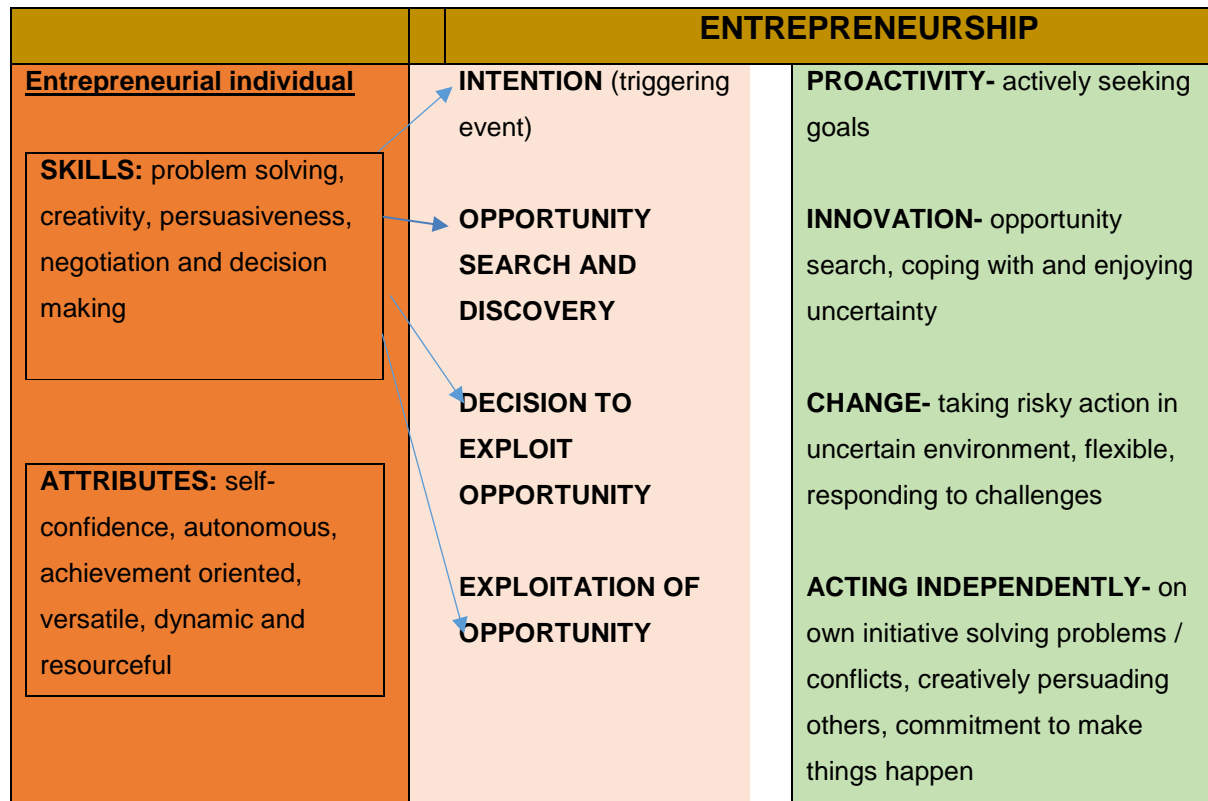 ENTREPRENEURSHIP
Entrepreneurial individual
SKILLS: problem solving,
creativity, persuasiveness,
negotiation and decision
making
ATTRIBUTES: self-
confidence, autonomous,
achievement oriented,
versatile, dynamic and
resourceful
INTENTION (triggering
event)
OPPORTUNITY
SEARCH AND
DISCOVERY
DECISION TO
EXPLOIT
OPPORTUNITY
EXPLOITATION OF
OPPORTUNITY
PROACTIVITY- actively seeking
goals
INNOVATION- opportunity
search, coping with and enjoying
uncertainty
CHANGE- taking risky action in
uncertain environment, flexible,
responding to challenges
ACTING INDEPENDENTLY- on
own initiative solving problems /
conflicts, creatively persuading
others, commitment to make
things happen